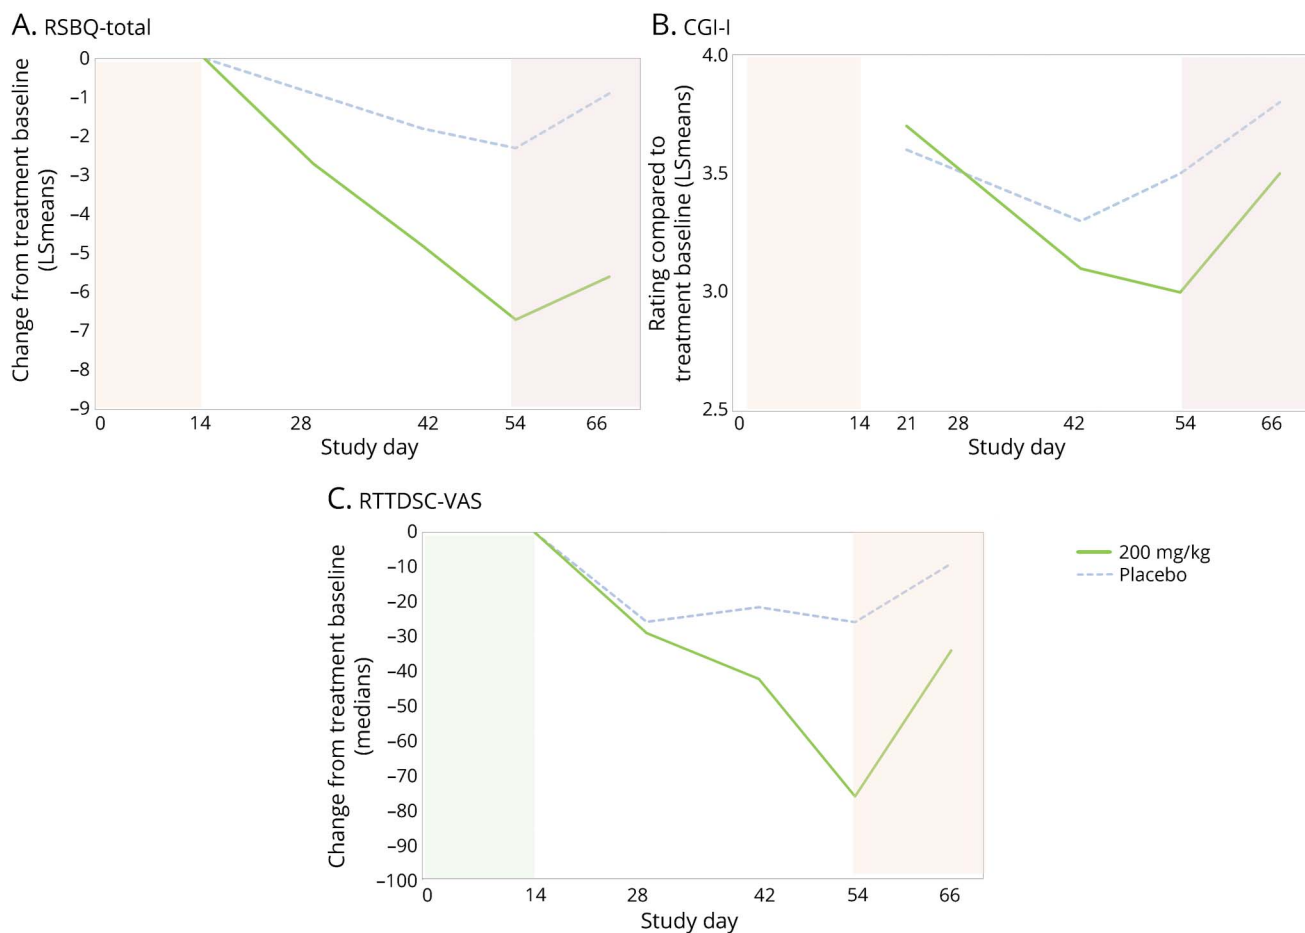 A. RSBQ-total
Change from treatment baseline
(LSmeans)
0
–1
–2
–3
–4
–5
–6
–7
–8
–9
0 14 28 42 54 66
Study day
B. CGI-I
Rating compared to
treatment baseline (LSmeans)
4.0
3.5
3.0
2.5
0 14 21 28 42 54 66
Study day
C. RTTDSC-VAS
Change from treatment baseline
(medians)
0
–10
–20
–30
–40
–50
–60
–70
–80
–90
–100
0 14 28 42 54 66
Study day
200 mg/kg
Placebo